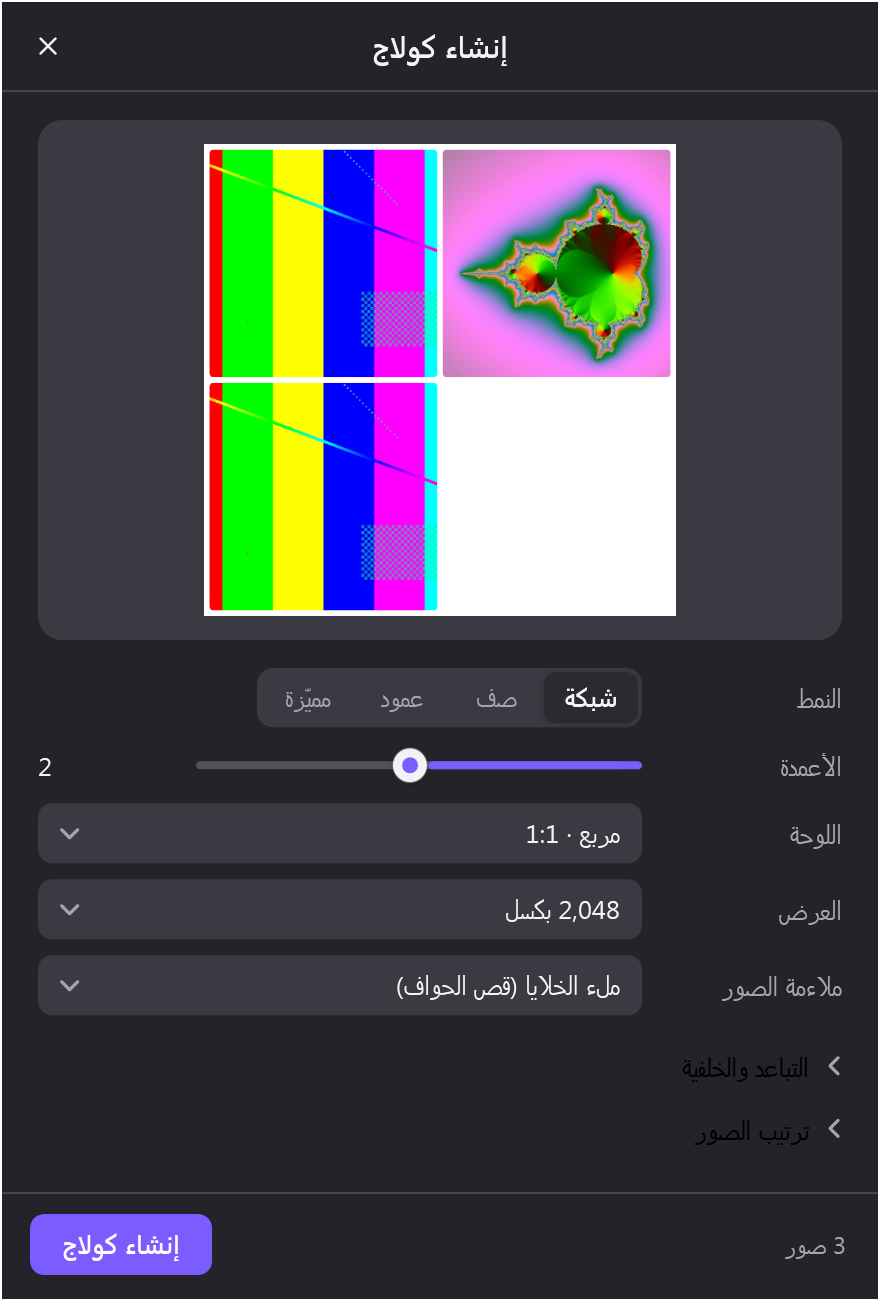 إنشاء كولاج
النمط
شبكة
صف
عمود
مميّزة
الأعمدة
2
اللوحة
مربع · 1:1
العرض
2,048 بكسل
ملاءمة الصور
ملء الخلايا (قص الحواف)
التباعد والخلفية
ترتيب الصور
3 صور
إنشاء كولاج